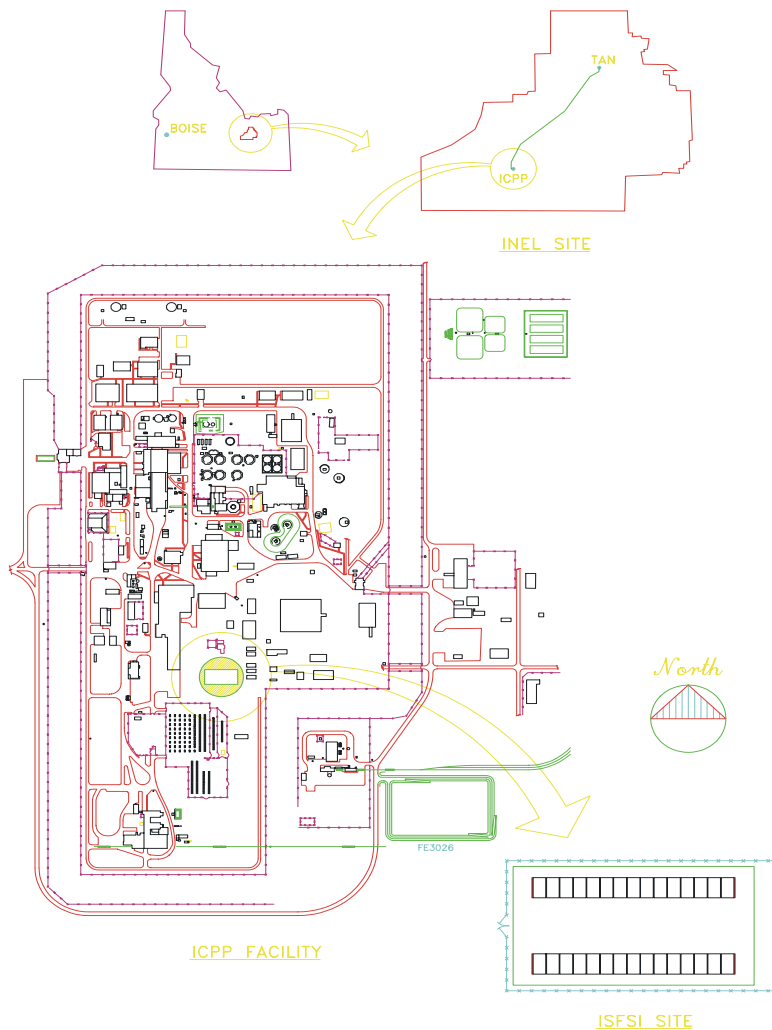 BOISE
TAN
ICPP
INEL SITE
North
FE3026
ICPP FACILITY
ISFSI SITE